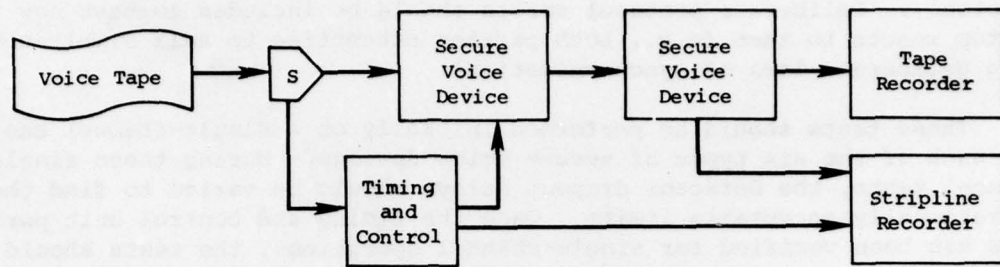 Voice Tape
S
Secure
Voice
Device
Secure
Voice
Device
Tape
Recorder
Timing
and
Control
Stripline
Recorder